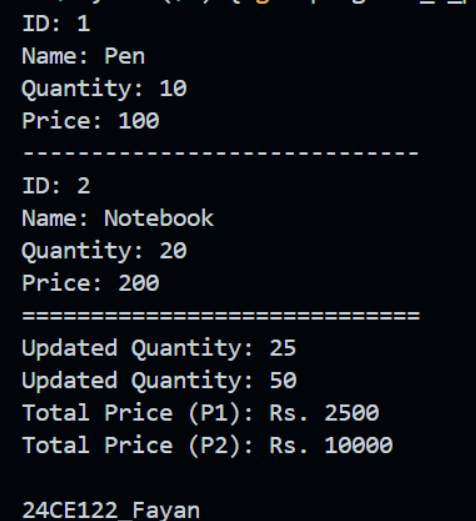 ID: 1
Name: Pen
Quantity: 10
Price: 100
-----------------------------
ID: 2
Name: Notebook
Quantity: 20
Price: 200
=============================
Updated Quantity: 25
Updated Quantity: 50
Total Price (P1): Rs. 2500
Total Price (P2): Rs. 10000
24CE122_Fayan